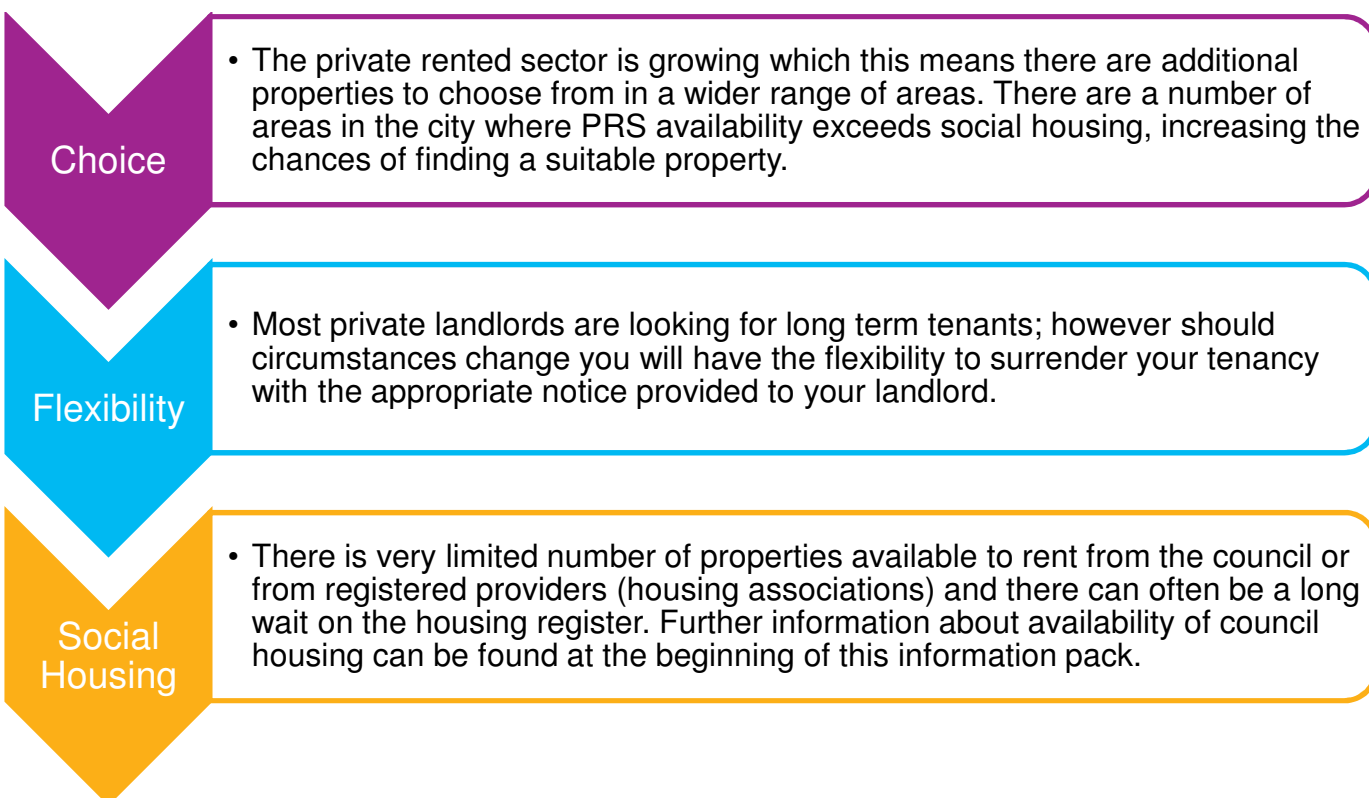 Choice
• The private rented sector is growing which this means there are additional
properties to choose from in a wider range of areas. There are a number of
areas in the city where PRS availability exceeds social housing, increasing the
chances of finding a suitable property.
Flexibility
• Most private landlords are looking for long term tenants; however should
circumstances change you will have the flexibility to surrender your tenancy
with the appropriate notice provided to your landlord.
Social
Housing
• There is very limited number of properties available to rent from the council or
from registered providers (housing associations) and there can often be a long
wait on the housing register. Further information about availability of council
housing can be found at the beginning of this information pack.